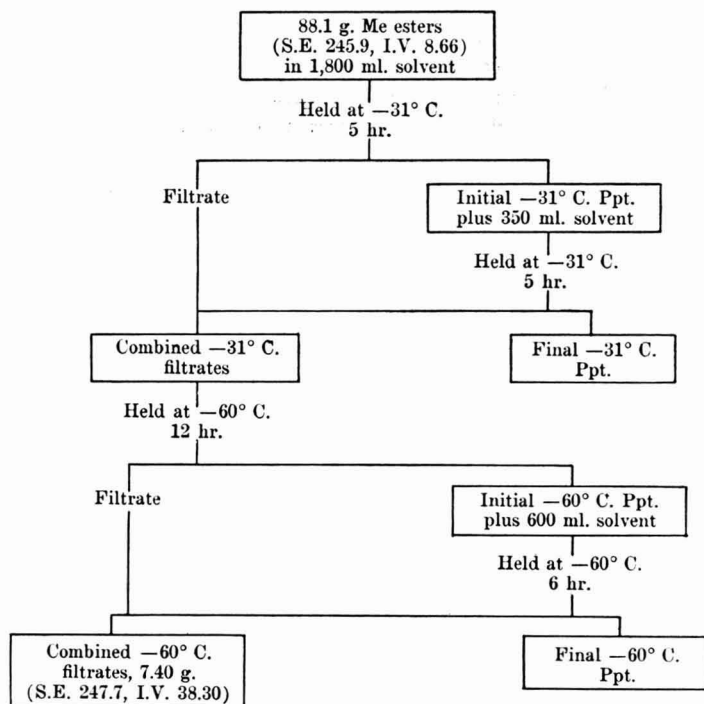 88.1 g. Me esters
(S.E. 245.9, I.V. 8.66)
in 1,800 ml. solvent
Held at —31° C.
5 hr.
Filtrate
Initial —31° C. Ppt.
plus 350 ml. solvent
Held at —31° C.
5 hr.
Combined —31° C.
filtrates
Final —31° C.
Ppt.
Held at —60° C.
12 hr.
Filtrate
Initial —60° C. Ppt.
plus 600 ml. solvent
Held at —60° C.
6 hr.
Combined —60° C.
filtrates, 7.40 g.
(S.E. 247.7, I.V. 38.30)
Final —60° C.
Ppt.